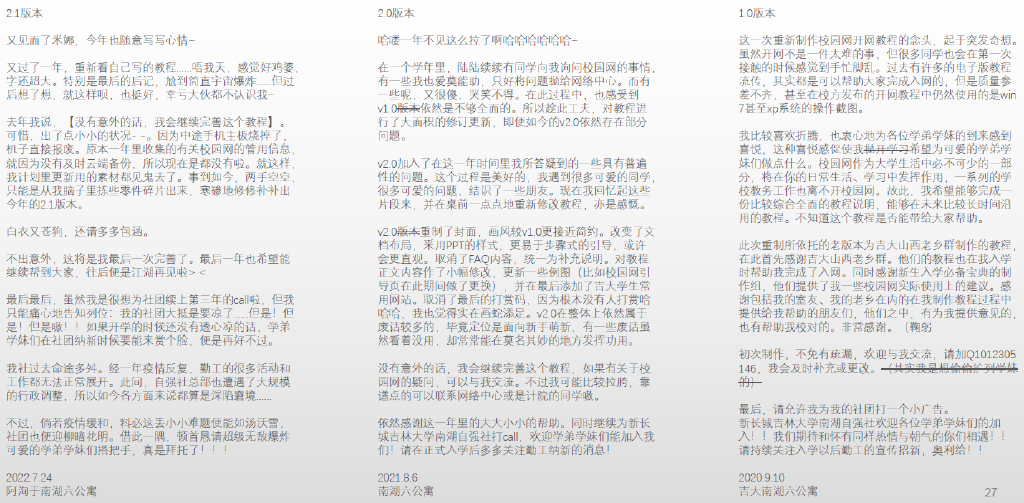 2.1版本
又见面了米娜，今年也随意写写心情~
又过了一年，重新看自己写的教程……唔我天，感觉好鸡婆，
字还超大。特别是最后的后记，尬到简直宇宙爆炸……但过
后想了想，就这样呗，也挺好，幸亏大伙都不认识我~
去年我说，【没有意外的话，我会继续完善这个教程】。
可惜，出了点小小的状况- -。因为中途手机主板烧掉了，
机子直接报废。原本一年里收集的有关校园网的管用信息，
就因为没有及时云端备份，所以现在是都没有啦。就这样，
我计划里更新用的素材都见鬼去了。事到如今，两手空空，
只能是从我脑子里拣些零件碎片出来，寒碜地修修补补出
今年的2.1版本。
白衣又苍狗，还请多多包涵。
不出意外，这将是我最后一次完善了。最后一年也希望能
继续帮到大家，往后便是江湖再见啦> <
最后最后，虽然我是很想为社团续上第三年的call啦，但我
只能痛心地告知列位：我的社团大抵是要凉了……但是！但
是！但是嗷！！如果开学的时候还没有透心凉的话，学弟
学妹们在社团纳新时候要能来赏个脸，便是再好不过。
我社过去命途多舛。经一年疫情反复，勤工的很多活动和
工作都无法正常展开。此间，自强社总部也遭遇了大规模
的行政调整，所以如今各方面来说都算是深陷窘境……
不过，倘若疫情缓和，料必这丢小小难题便能如汤沃雪，
社团也便迎柳暗花明。借此一隅，顿首恳请超级无敌爆炸
可爱的学弟学妹们搭把手，真是拜托了！！！
2022.7.24
阿洵于南湖六公寓
2.0版本
哈喽一年不见这么拉了啊哈哈哈哈哈哈~
在一个学年里，陆陆续续有同学向我询问校园网的事情，
有一些我也爱莫能助，只好将问题抛给网络中心。而有
一些呢，又很傻，哭笑不得。在此过程中，也感受到
v1.0版本依然是不够全面的。所以趁此工夫，对教程进
行了大面积的修订更新，即使如今的v2.0依然存在部分
问题。
v2.0加入了在这一年时间里我所答疑到的一些具有普遍
性的问题。这个过程是美好的，我遇到很多可爱的同学，
很多可爱的问题，结识了一些朋友。现在我回忆起这些
片段来，并在桌前一点点地重新修改教程，亦是感慨。
v2.0版本重制了封面，画风较v1.0更接近简约。改变了文
档布局，采用PPT的样式，更易于步骤式的引导，或许
会更直观。取消了FAQ内容，统一为补充说明。对教程
正文内容作了小幅修改，更新一些例图（比如校园网引
导页在此期间做了更换），并在最后添加了吉大学生常
用网站。取消了最后的打赏码，因为根本没有人打赏哈
哈哈，我也觉得实在画蛇添足。v2.0在整体上依然属于
废话较多的，毕竟定位是面向新于萌新，有一些废话虽
然看着没用，却常常能在莫名其妙的地方发挥功用。
没有意外的话，我会继续完善这个教程，如果有关于校
园网的疑问，可以与我交流。不过我可能比较拉胯，靠
谱点的可以联系网络中心或是计院的同学嗷。
依然感谢这一年里的大大小小的帮助。同时继续为新长
城吉林大学南湖自强社打call，欢迎学弟学妹们能加入我
们！请在正式入学后多多关注勤工纳新的消息！
2021.8.6
南湖六公寓
1.0版本
这一次重新制作校园网开网教程的念头，起于突发奇想。
虽然开网不是一件太难的事，但很多同学也会在第一次
接触的时候感觉到手忙脚乱。过去有许多的电子版教程
流传，其实都是可以帮助大家完成入网的，但是质量参
差不齐，甚至在校方发布的开网教程中仍然使用的是win
7甚至xp系统的操作截图。
我比较喜欢折腾，也衷心地为各位学弟学妹的到来感到
喜悦，这种喜悦感促使我操开学习希望为可爱的学弟学
妹们做点什么。校园网作为大学生活中必不可少的一部
分，将在你的日常生活、学习中发挥作用，一系列的学
校教务工作也离不开校园网。故此，我希望能够完成一
份比较综合全面的教程说明，能够在未来比较长时间沿
用的教程。不知道这个教程是否能带给大家帮助。
此次重制所依托的老版本为吉大山西老乡群制作的教程，
在此首先感谢吉大山西老乡群。他们的教程也在我入学
时帮助我完成了入网。同时感谢新生入学必备宝典的制
作组，他们提供了我一些校园网实际使用上的建议。感
谢包括我的室友、我的老乡在内的在我制作教程过程中
提供给我帮助的朋友们，他们之中，有为我提供意见的，
也有帮助我校对的。非常感谢。（鞠躬
初次制作，不免有疏漏，欢迎与我交流，请加Q1012305
146，我会及时补充或更改。（其实我是想偷偷扩列学妹
的）
最后，请允许我为我的社团打一个小广告。
新长城吉林大学南湖自强社欢迎各位学弟学妹们的加
入！！我们期待和怀有同样热情与朝气的你们相遇！！
请持续关注入学以后勤工的宣传招新，奥利给！！
2020.9.10
吉大南湖六公寓
27